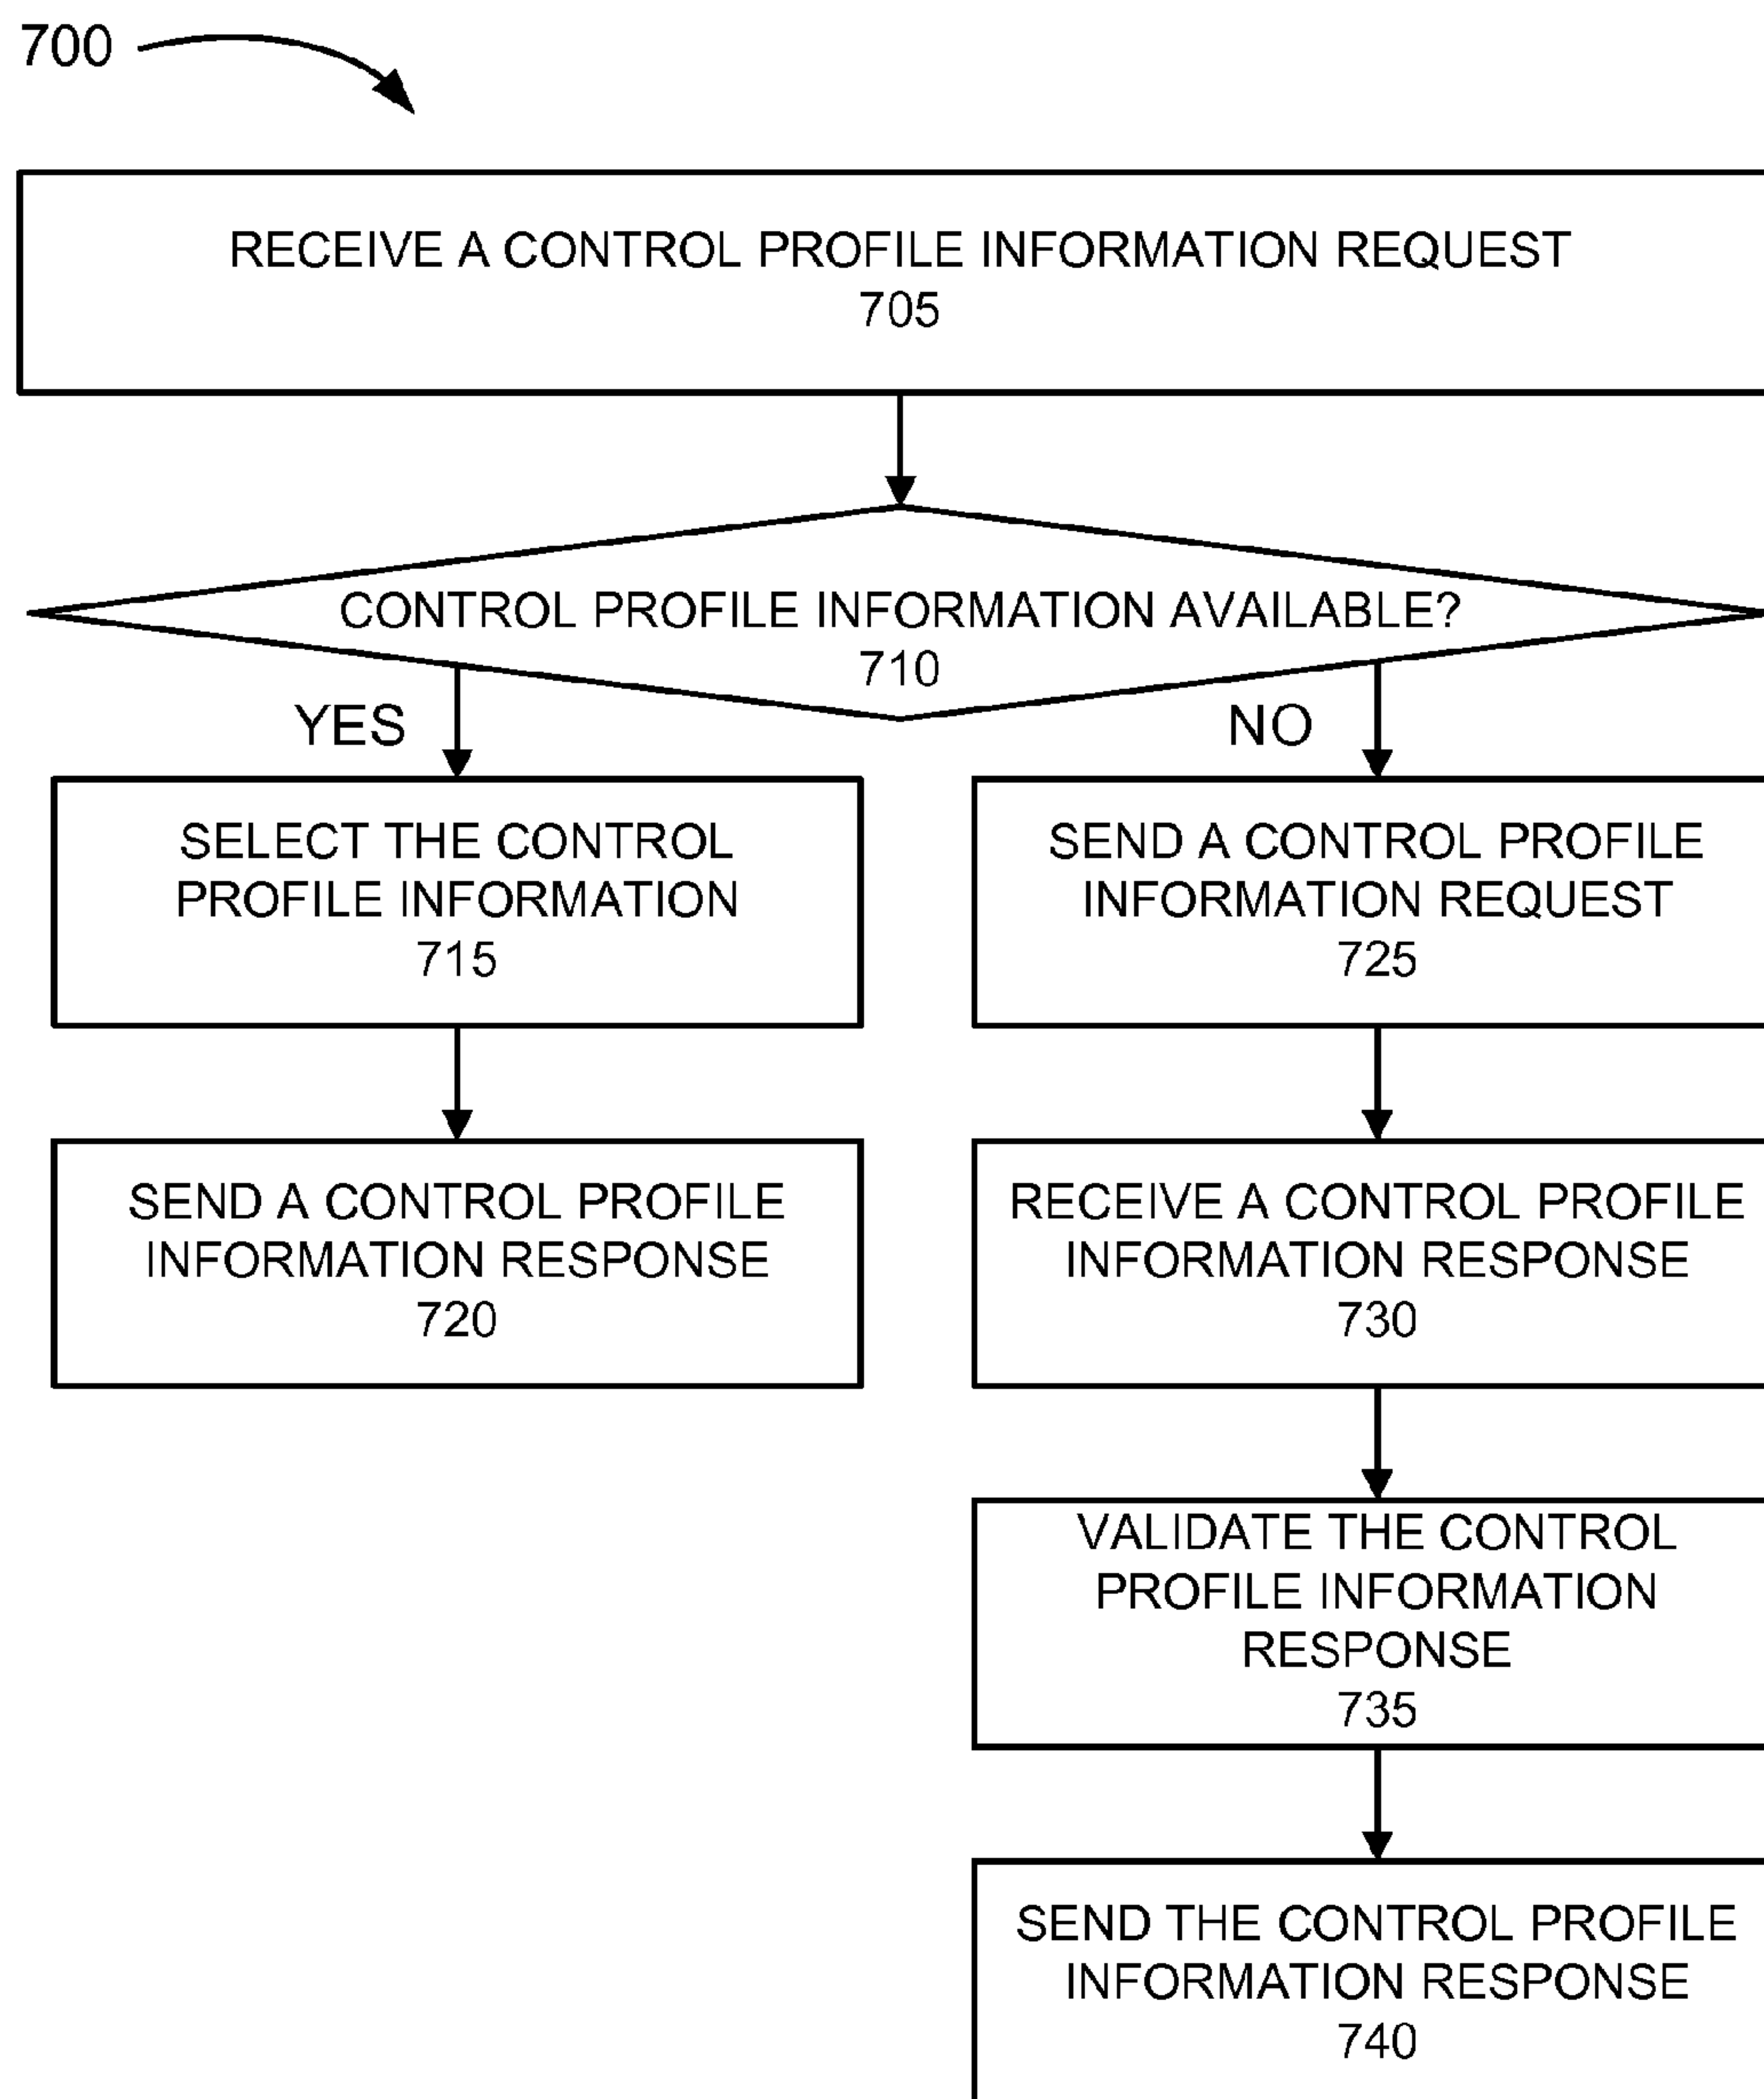 700
RECEIVE A CONTROL PROFILE INFORMATION REQUEST
705
CONTROL PROFILE INFORMATION AVAILABLE?
710
YES
NO
SELECT THE CONTROL
PROFILE INFORMATION
715
SEND A CONTROL PROFILE
INFORMATION REQUEST
725
SEND A CONTROL PROFILE
INFORMATION RESPONSE
720
RECEIVE A CONTROL PROFILE
INFORMATION RESPONSE
730
VALIDATE THE CONTROL
PROFILE INFORMATION
RESPONSE
735
SEND THE CONTROL PROFILE
INFORMATION RESPONSE
740